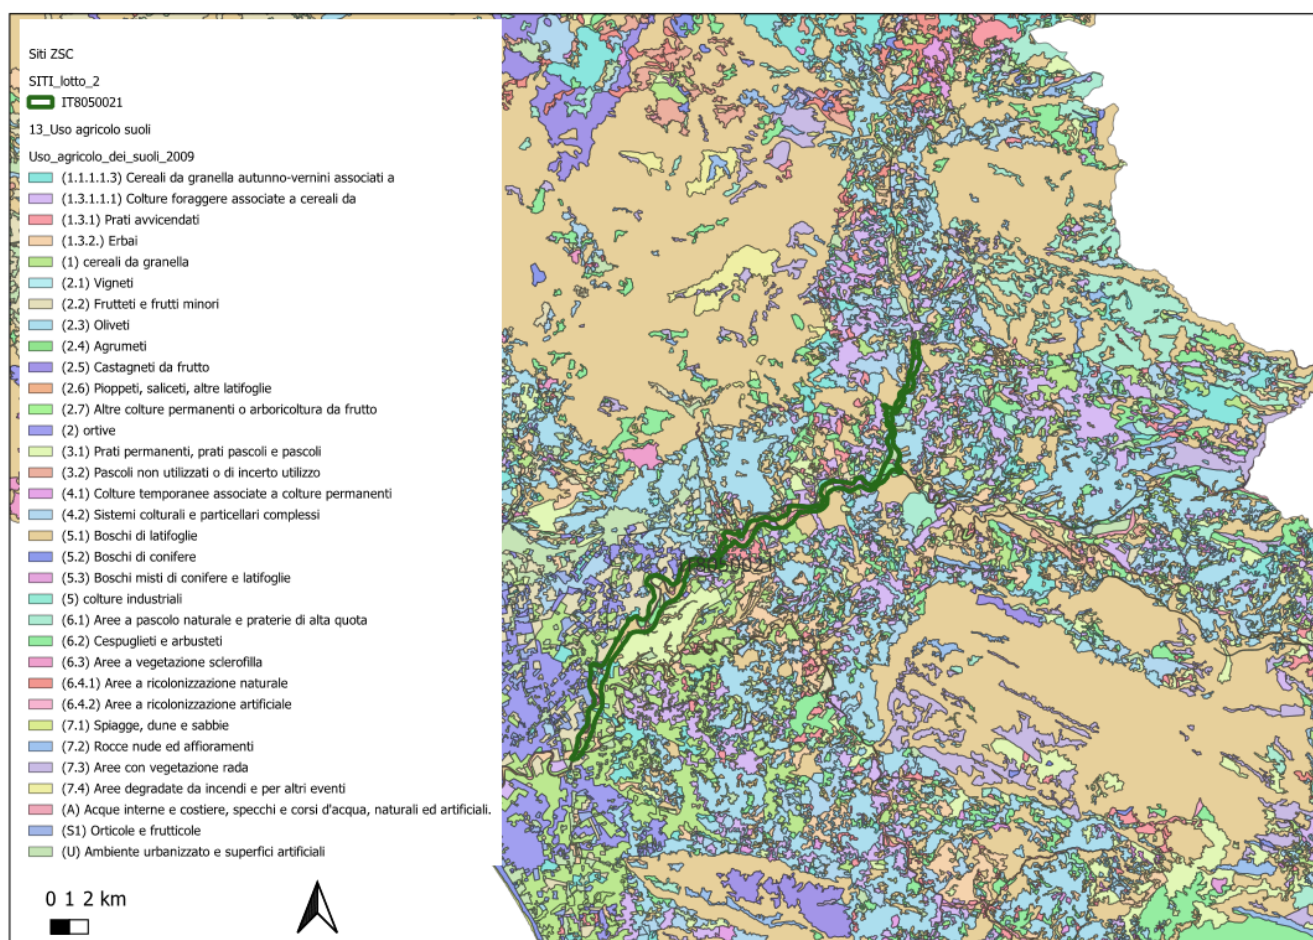 Siti ZSC
SITI_lotto_2
IT8050021
13_Uso agricolo suoli
Uso_agricolo_dei_suoli_2009
(1.1.1.1.3) Cereali da granella autunno-vernini associati a
(1.3.1.1.1) Colture foraggere associate a cereali da
(1.3.1) Prati avvicendati
(1.3.2.) Erbai
(1) cereali da granella
(2.1) Vigneti
(2.2) Frutteti e frutti minori
(2.3) Oliveti
(2.4) Agrumeti
(2.5) Castagneti da frutto
(2.6) Pioppeti, saliceti, altre latifoglie
(2.7) Altre colture permanenti o arboricoltura da frutto
(2) ortive
(3.1) Prati permanenti, prati pascoli e pascoli
(3.2) Pascoli non utilizzati o di incerto utilizzo
(4.1) Colture temporanee associate a colture permanenti
(4.2) Sistemi colturali e particellari complessi
(5.1) Boschi di latifoglie
(5.2) Boschi di conifere
(5.3) Boschi misti di conifere e latifoglie
(5) colture industriali
(6.1) Aree a pascolo naturale e praterie di alta quota
(6.2) Cespuglieti e arbusteti
(6.3) Aree a vegetazione sclerofilla
(6.4.1) Aree a ricolonizzazione naturale
(6.4.2) Aree a ricolonizzazione artificiale
(7.1) Spiagge, dune e sabbie
(7.2) Rocce nude ed affioramenti
(7.3) Aree con vegetazione rada
(7.4) Aree degradate da incendi e per altri eventi
(A) Acque interne e costiere, specchi e corsi d'acqua, naturali ed artificiali.
(S1) Orticole e frutticole
(U) Ambiente urbanizzato e superfici artificiali
0 1 2 km